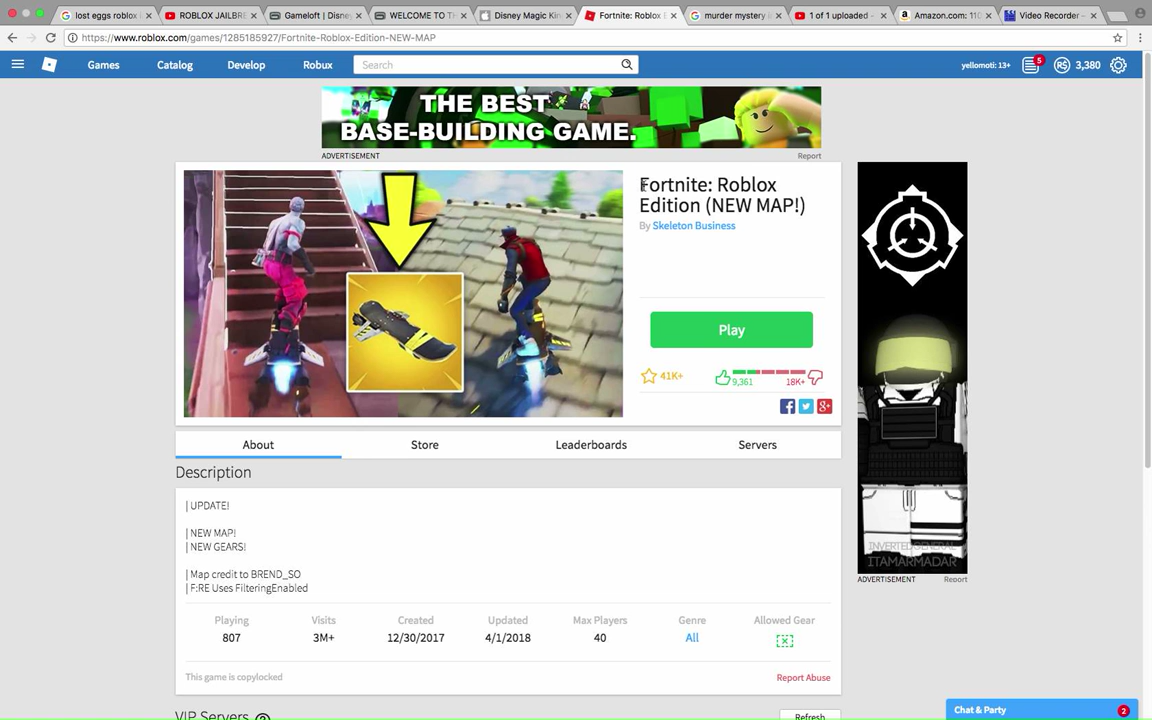 lost eggs roblox
ROBLOX JAILBRE
Gameloft | Disney
WELCOME TO TH
Disney Magic Kin
Fortnite: Roblox E
murder mystery
1 of 1 uploaded -
Amazon.com: 110
Video Recorder -
https://www.roblox.com/games/1285185927/Fortnite-Roblox-Edition-NEW-MAP
Games
Catalog
Develop
Robux
Search
yellomoti: 13+
5
R$ 3,380
THE BEST
BASE-BUILDING GAME.
ADVERTISEMENT
Report
Fortnite: Roblox
Edition (NEW MAP!)
By Skeleton Business
Play
41K+
9,361
18K+
About
Store
Leaderboards
Servers
Description
| UPDATE!
| NEW MAP!
| NEW GEARS!
| Map credit to BREND_SO
| F:RE Uses FilteringEnabled
Playing
Visits
Created
Updated
Max Players
Genre
Allowed Gear
807
3M+
12/30/2017
4/1/2018
40
All
This game is copylocked
Report Abuse
VIP Servers
Refresh
INVERTEDGENERAL
ITAMARMADAR
ADVERTISEMENT
Report
Chat & Party
2